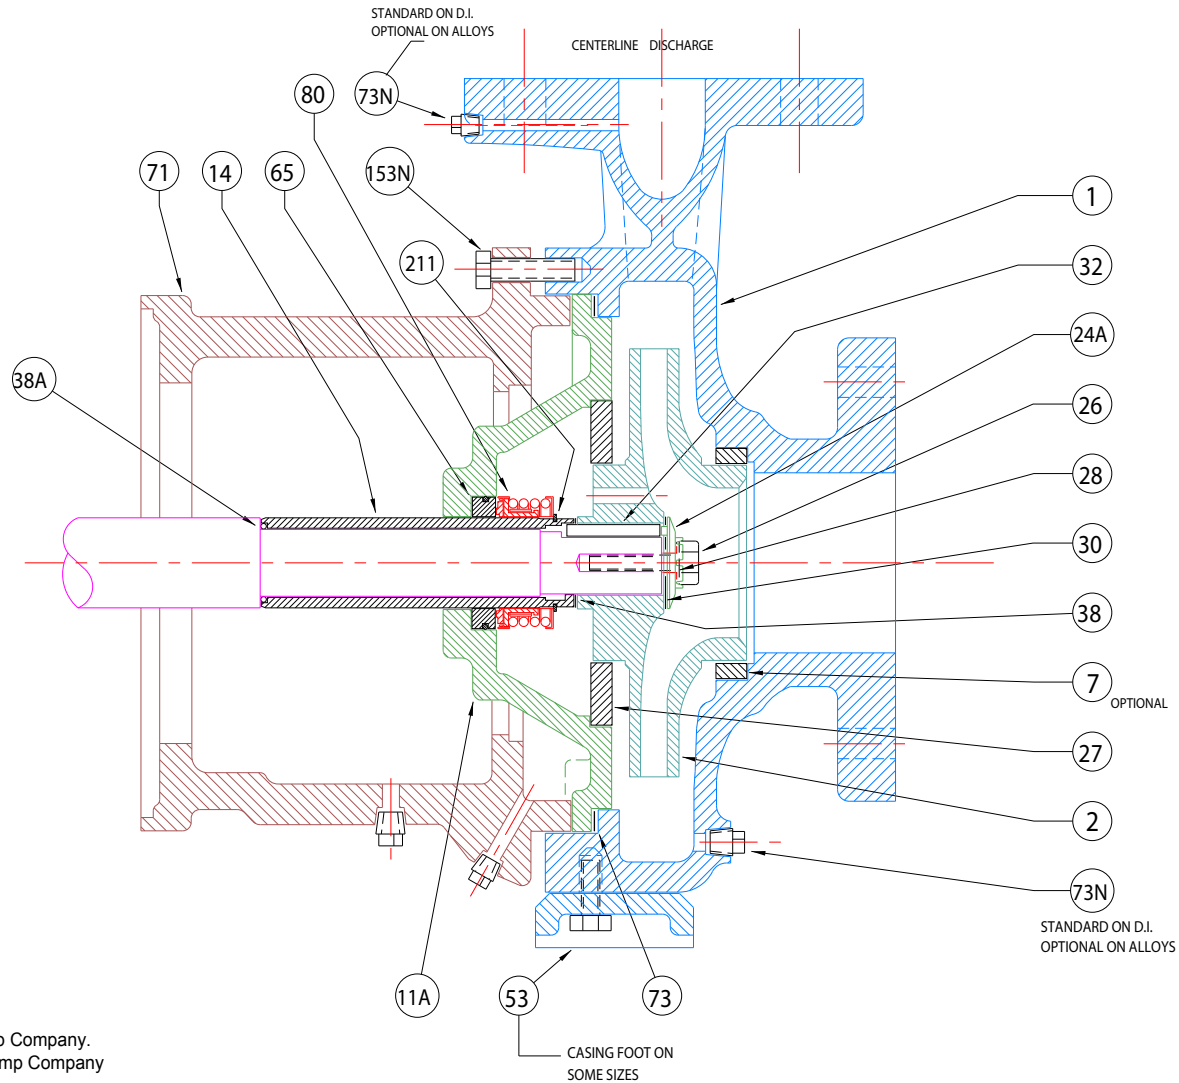 STANDARD ON D.I.
OPTIONAL ON ALLOYS
CENTERLINE DISCHARGE
80
73N
71
14
65
153N
1
211
32
24A
38A
26
28
30
38
7
OPTIONAL
27
2
73N
STANDARD ON D.I.
OPTIONAL ON ALLOYS
11A
53
73
CASING FOOT ON
SOME SIZES
Company.
Company